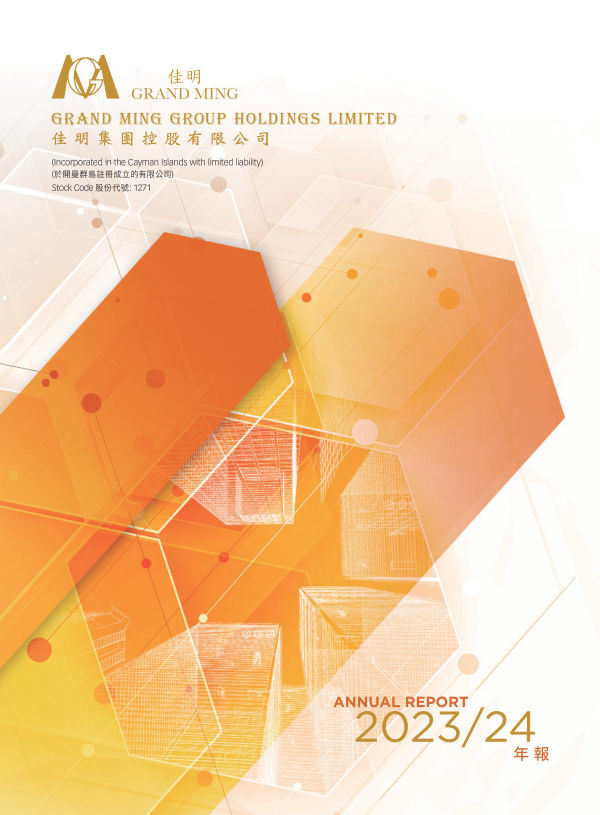 佳明
GRAND MING
GRAND MING GROUP HOLDINGS LIMITED
佳明集團控股有限公司
(Incorporated in the Cayman Islands with limited liability)
(於開曼群島註冊成立的有限公司)
Stock Code 股份代號: 1271
ANNUAL REPORT
2023/24
年報